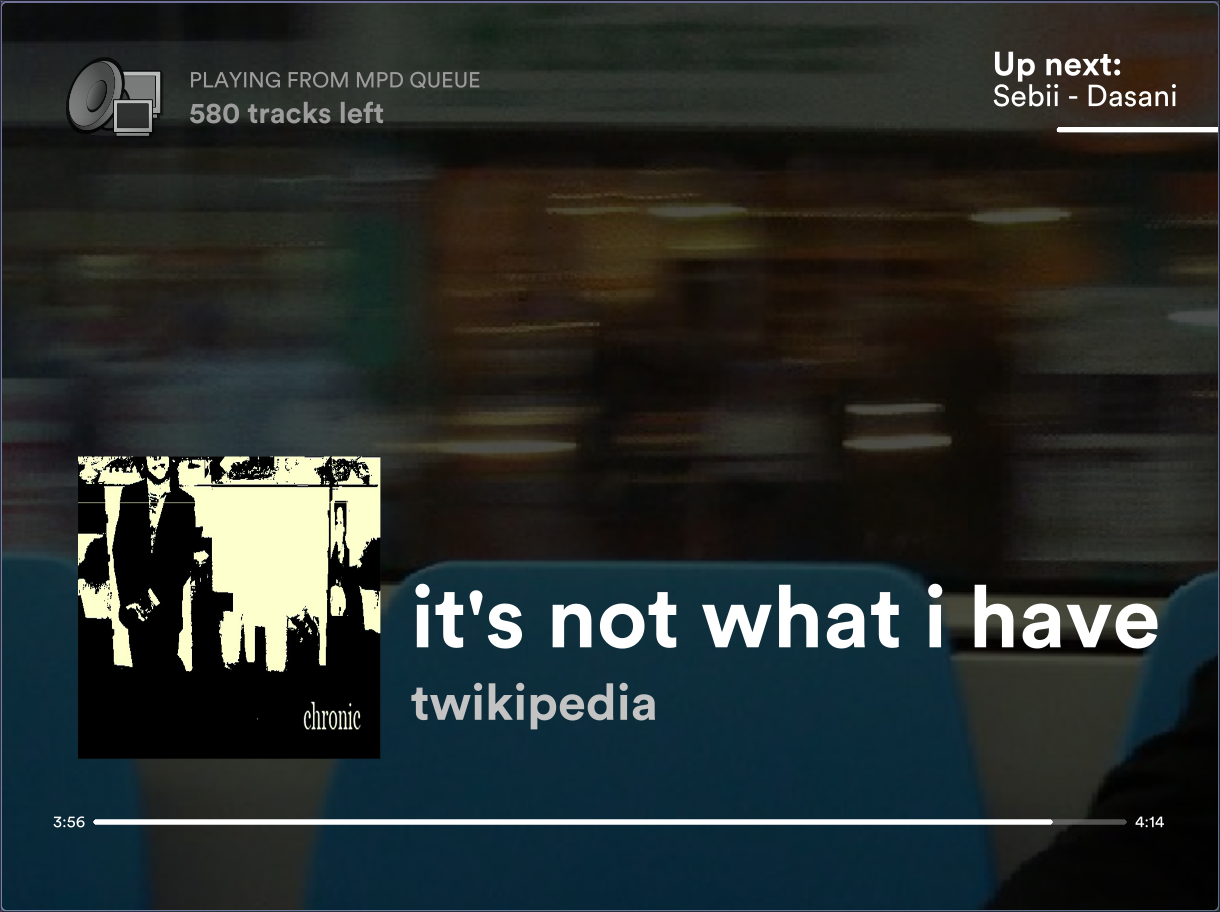 PLAYING FROM MPD QUEUE
580 tracks left
Up next:
Sebii - Dasani
chronic
it's not what i have
twikipedia
3:56
4:14